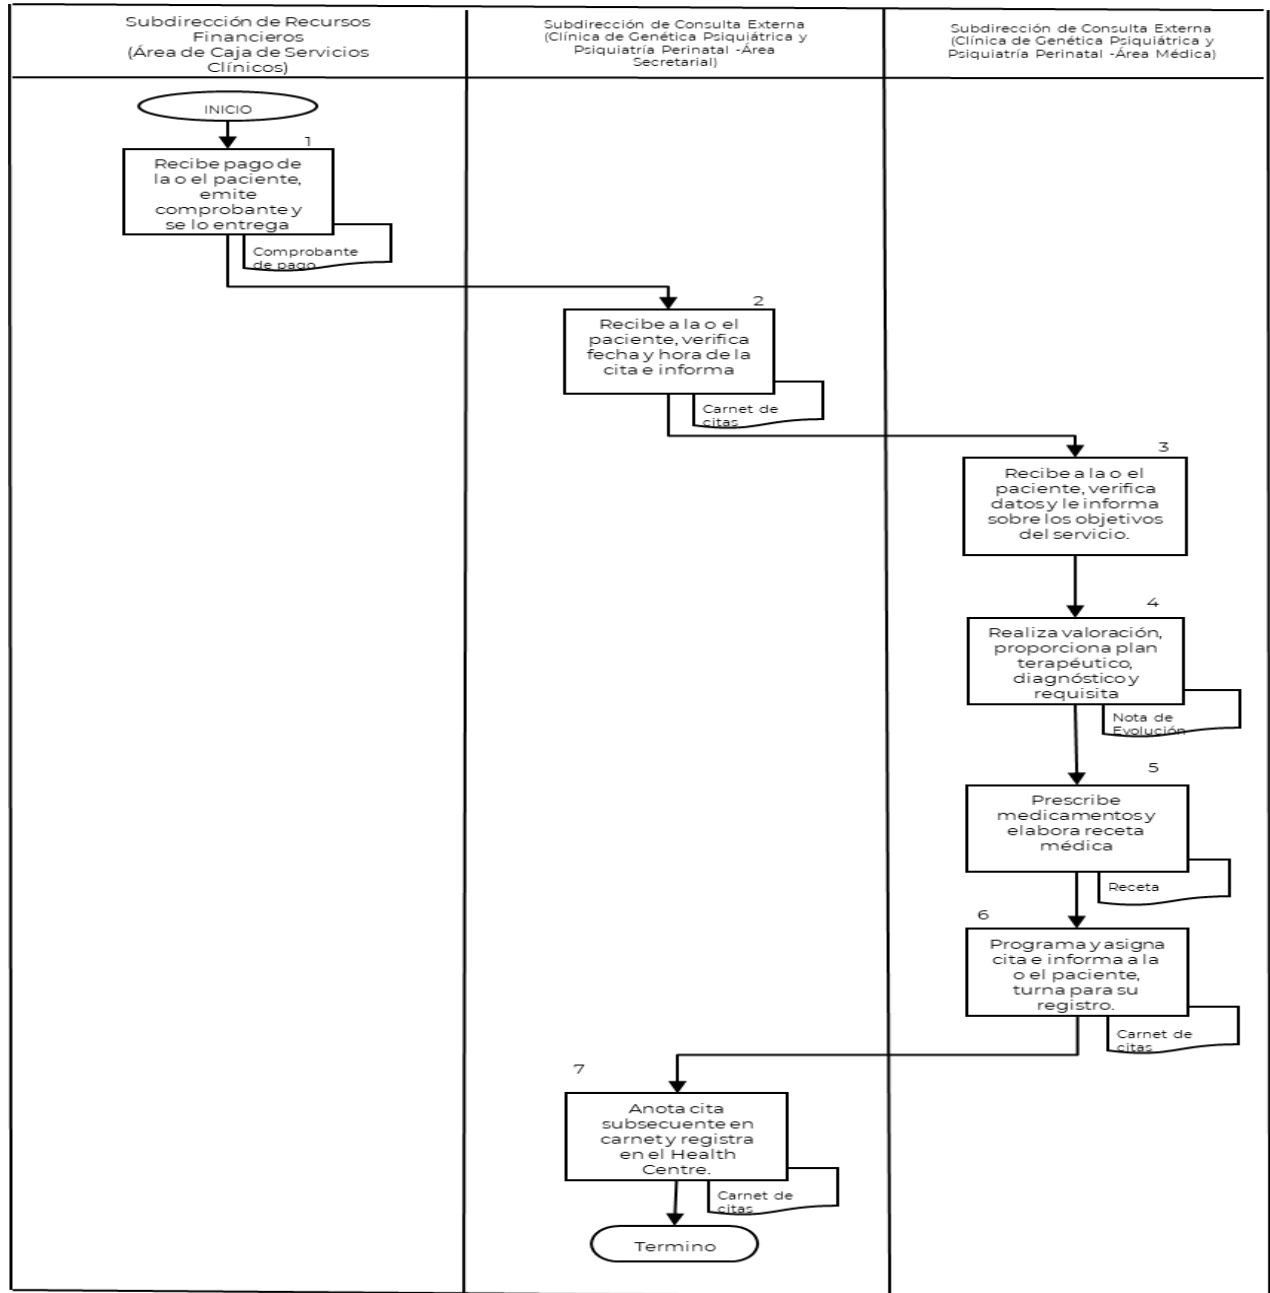 Subdirección de Recursos
Financieros
(Área de Caja de Servicios
Clínicos)
Subdirección de Consulta Externa
(Clínica de Genética Psiquiátrica y
Psiquiatría Perinatal -Área
Secretarial)
Subdirección de Consulta Externa
(Clínica de Genética Psiquiátrica y
Psiquiatría Perinatal -Área Médica)
INICIO
1
Recibe pago de
la o el paciente,
emite
comprobante y
se lo entrega
Comprobante
de pago
2
Recibe a la o el
paciente, verifica
fecha y hora de la
cita e informa
Carnet de
citas
3
Recibe a la o el
paciente, verifica
datos y le informa
sobre los objetivos
del servicio.
4
Realiza valoración,
proporciona plan
terapéutico,
diagnóstico y
requisita
Nota de
Evolución
5
Prescribe
medicamentos y
elabora receta
médica
Receta
6
Programa y asigna
cita e informa a la
o el paciente,
turna para su
registro.
Carnet de
citas
7
Anota cita
subsecuente en
carnet y registra
en el Health
Centre.
Carnet de
citas
Termino